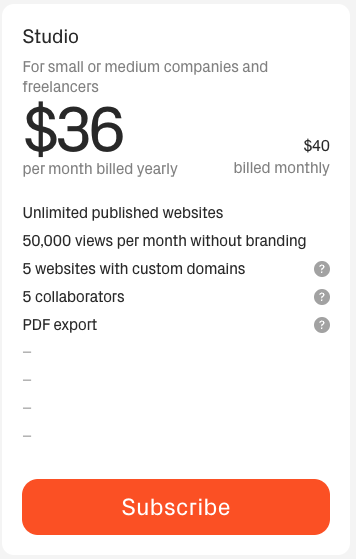 Studio
For small or medium companies and
freelancers
$36
per month billed yearly
$40
billed monthly
Unlimited published websites
50,000 views per month without branding
5 websites with custom domains ?
5 collaborators ?
PDF export ?
–
–
–
–
Subscribe